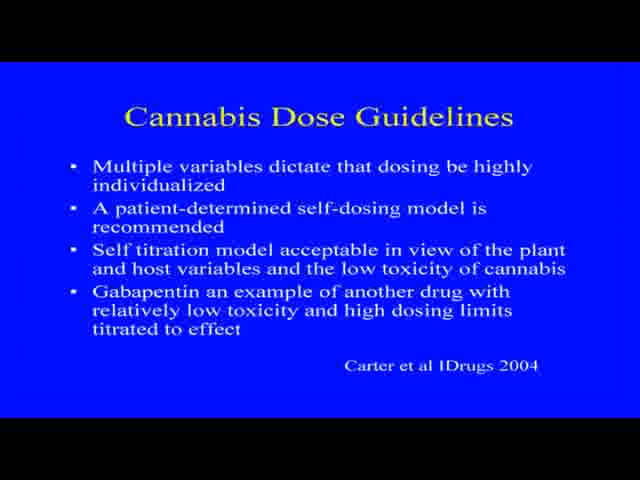 Cannabis Dose Guidelines
• Multiple variables dictate that dosing be highly
individualized
• A patient-determined self-dosing model is
recommended
• Self titration model acceptable in view of the plant
and host variables and the low toxicity of cannabis
• Gabapentin an example of another drug with
relatively low toxicity and high dosing limits
titrated to effect
Carter et al IDrugs 2004